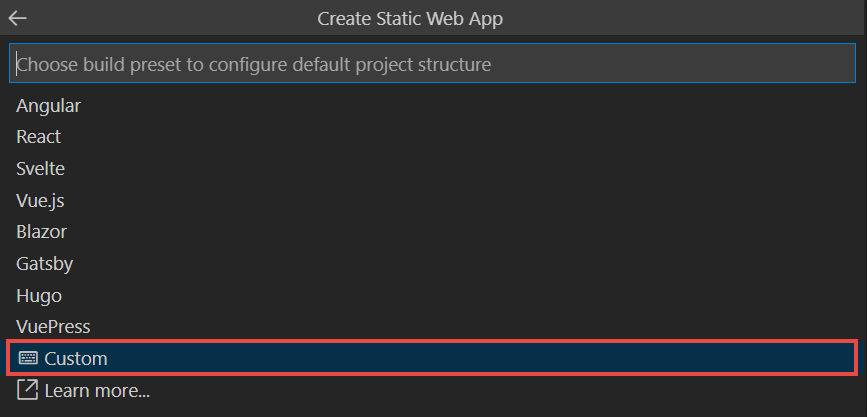 Create Static Web App
Choose build preset to configure default project structure
Angular
React
Svelte
Vue.js
Blazor
Gatsby
Hugo
VuePress
Custom
Learn more...